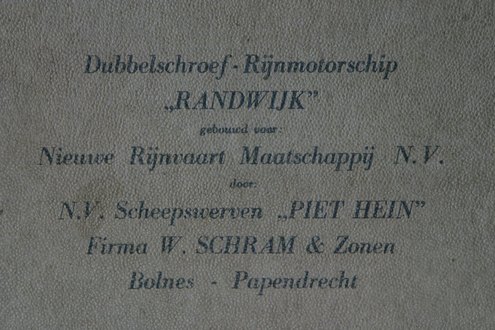 Dubbelschroef - Rijnmotorschip
„RANDWIJK”
gebouwd voor:
Nieuwe Rijnvaart Maatschappij N.V.
door:
N.V. Scheepswerven „PIET HEIN”
Firma W. SCHRAM & Zonen
Bolnes - Papendrecht